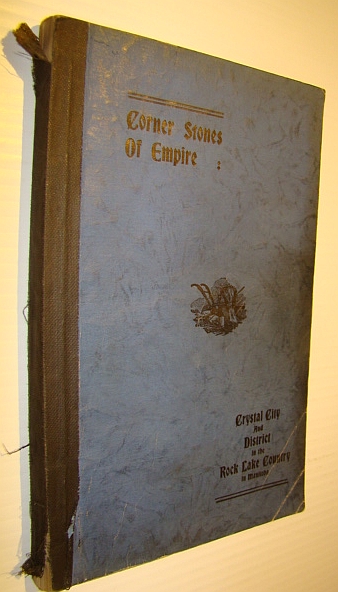 Corner Stones
Of Empire :
Crystal City
And
District
in the
Rock Lake Country
in Manitoba